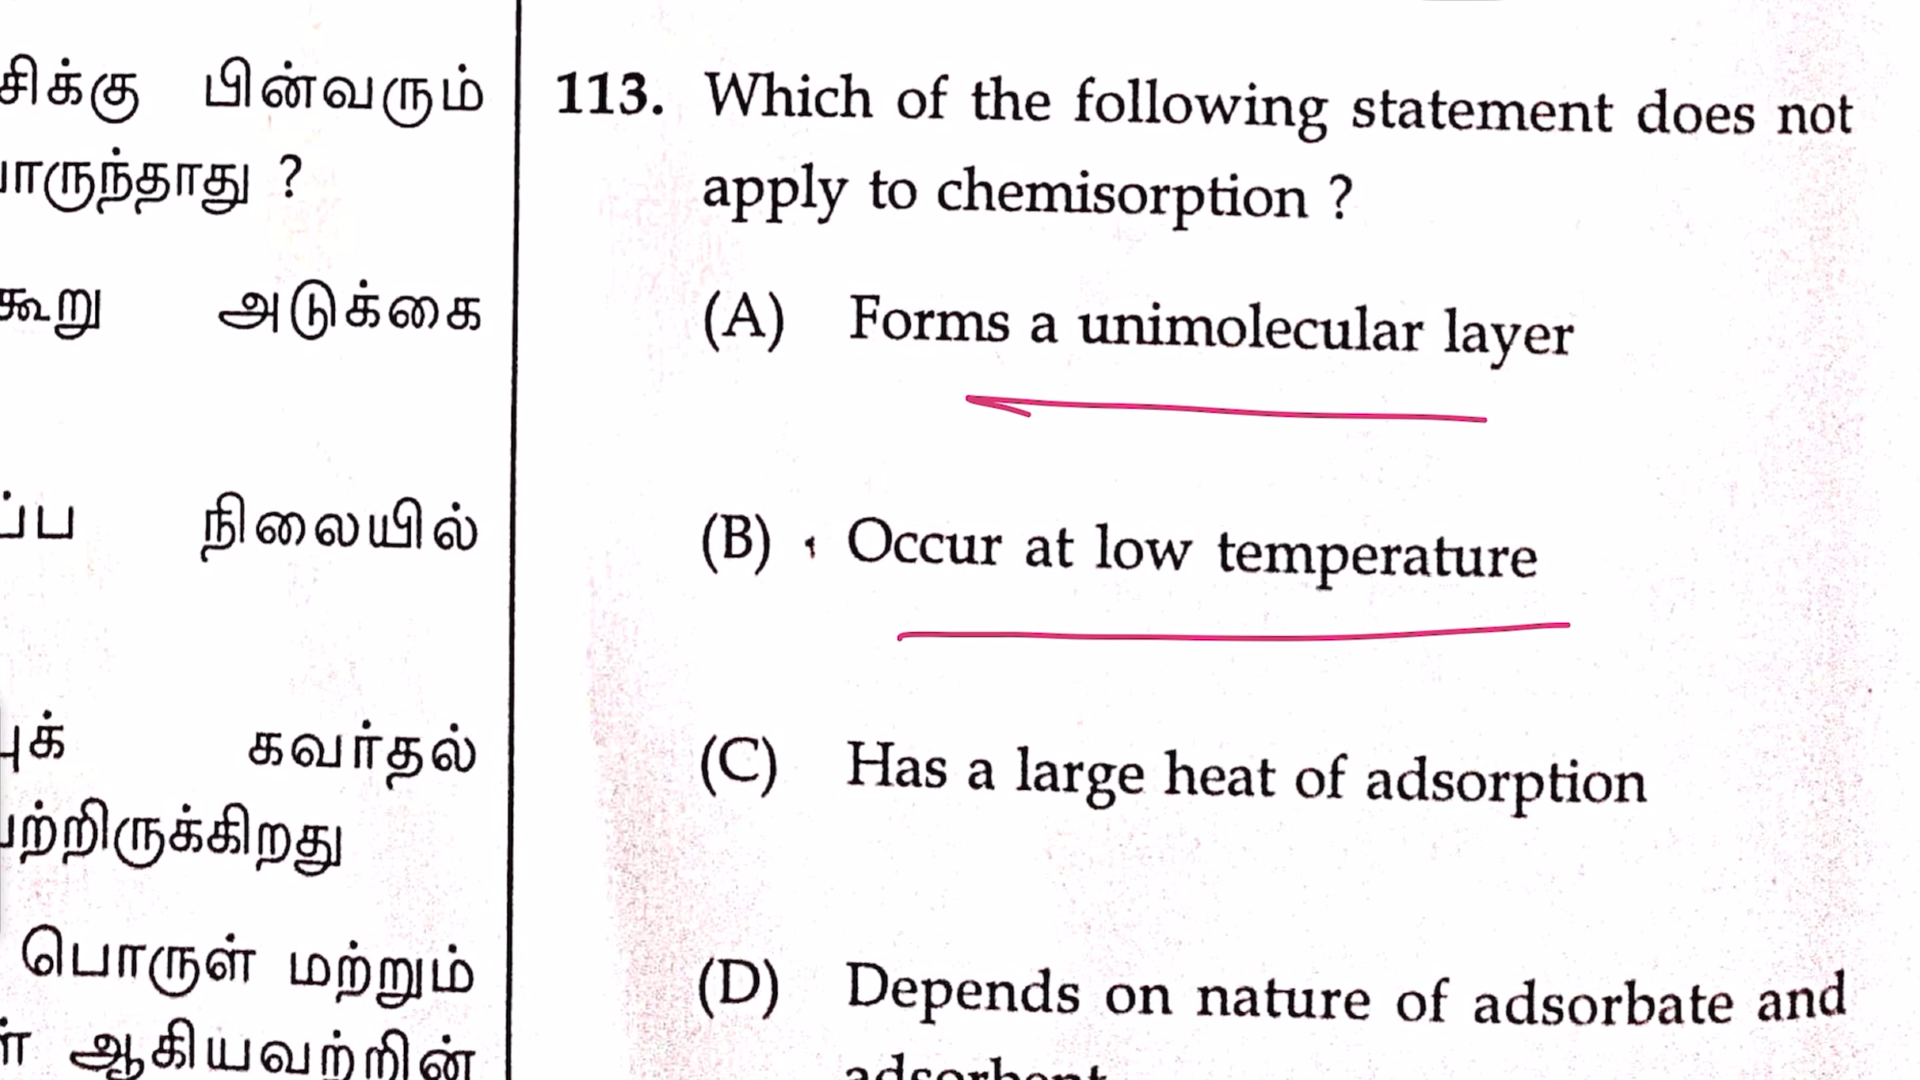 பின்வரும்
?
அடுக்கை
நிலையில்
கவர்தல்
பொருள் மற்றும்
ஆகியவற்றின்
113. Which of the following statement does not
apply to chemisorption ?
(A) Forms a unimolecular layer
(B) Occur at low temperature
(C) Has a large heat of adsorption
(D) Depends on nature of adsorbate and
adsorbent